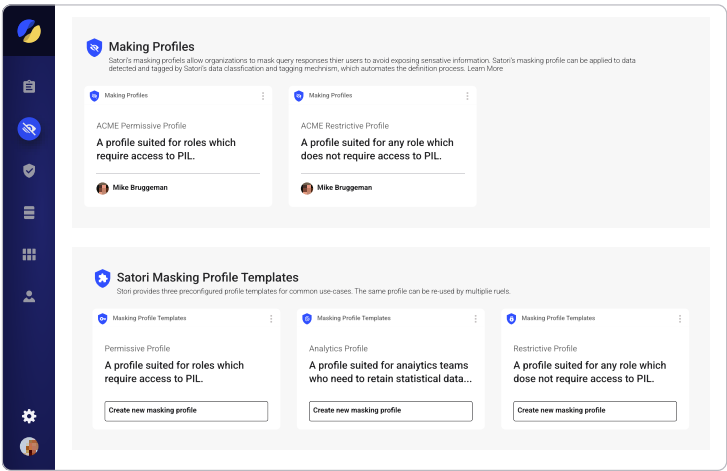 Making Profiles
Satori's masking profiels allow organizations to mask query responses thier users to avoid exposing sensative information. Satori's masking profile can be applied to data
detected and tagged by Satori's data classfication and tagging mechnism, which automates the definition process. Learn More
Making Profiles
ACME Permissive Profile
A profile suited for roles which
require access to PIL.
Mike Bruggeman
Making Profiles
ACME Restrictive Profile
A profile suited for any role which
does not require access to PIL.
Mike Bruggeman
Satori Masking Profile Templates
Stori provides three preconfigured profile templates for common use-cases. The same profile can be re-used by multiplie ruels.
Masking Profile Templates
Permissive Profile
A profile suited for roles which
require access to PIL.
Create new masking profile
Masking Profile Templates
Analytics Profile
A profile suited for anaiytics teams
who need to retain statistical data...
Create new masking profile
Masking Profile Templates
Restrictive Profile
A profile suited for any role which
dose not require access to PIL.
Create new masking profile